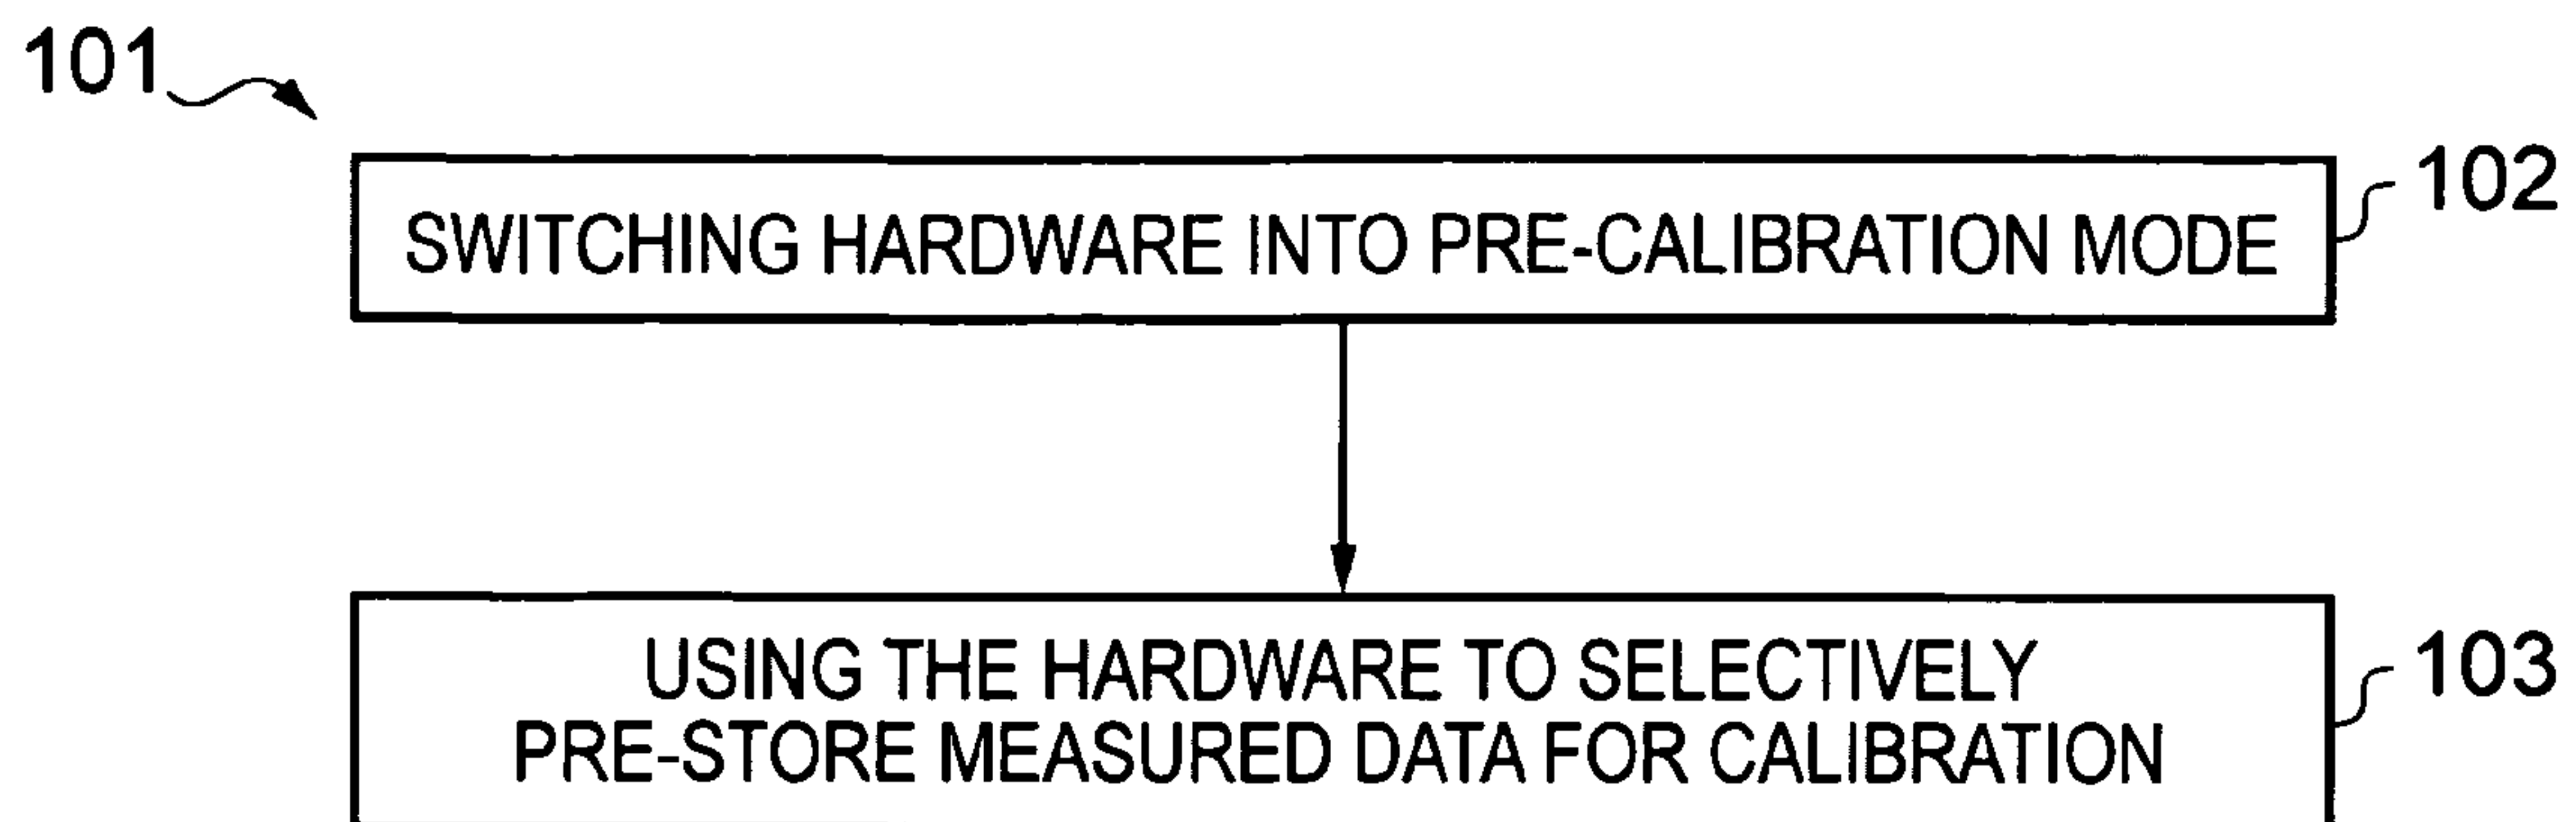 101
SWITCHING HARDWARE INTO PRE-CALIBRATION MODE
102
USING THE HARDWARE TO SELECTIVELY
PRE-STORE MEASURED DATA FOR CALIBRATION
103